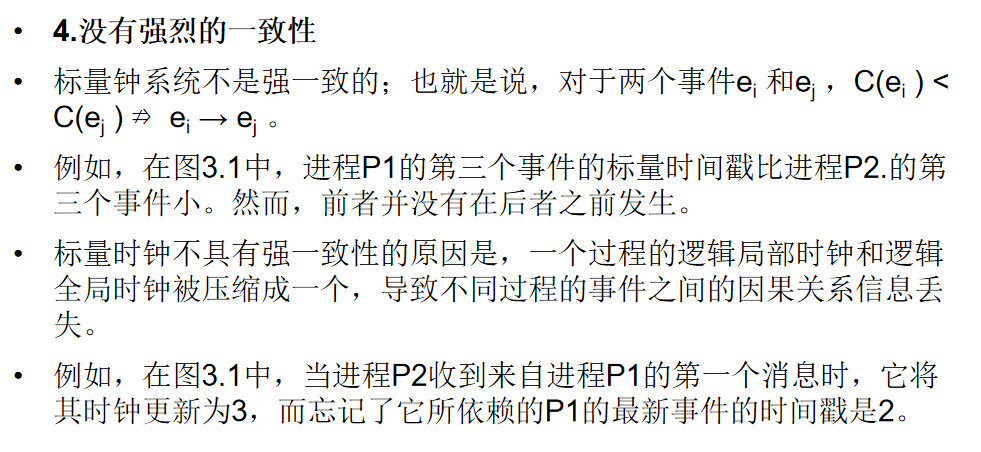 • 4.没有强烈的一致性
• 标量钟系统不是强一致的；也就是说，对于两个事件eᵢ 和eⱼ ，C(eᵢ ) <
C(eⱼ ) ⇏ eᵢ → eⱼ 。
• 例如，在图3.1中，进程P1的第三个事件的标量时间戳比进程P2.的第
三个事件小。然而，前者并没有在后者之前发生。
• 标量时钟不具有强一致性的原因是，一个过程的逻辑局部时钟和逻辑
全局时钟被压缩成一个，导致不同过程的事件之间的因果关系信息丢
失。
• 例如，在图3.1中，当进程P2收到来自进程P1的第一个消息时，它将
其时钟更新为3，而忘记了它所依赖的P1的最新事件的时间戳是2。